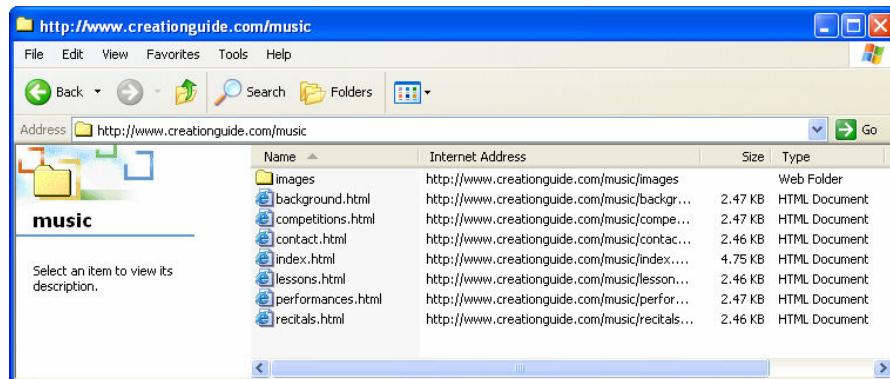 http://www.creationguide.com/music
File Edit View Favorites Tools Help
Back Search Folders
Address http://www.creationguide.com/music Go
Name Internet Address Size Type
images http://www.creationguide.com/music/images Web Folder
background.html http://www.creationguide.com/music/backgr... 2.47 KB HTML Document
competitions.html http://www.creationguide.com/music/compe... 2.47 KB HTML Document
contact.html http://www.creationguide.com/music/contac... 2.46 KB HTML Document
index.html http://www.creationguide.com/music/index.... 4.75 KB HTML Document
lessons.html http://www.creationguide.com/music/lesson... 2.46 KB HTML Document
performances.html http://www.creationguide.com/music/perfor... 2.47 KB HTML Document
recitals.html http://www.creationguide.com/music/recitals... 2.46 KB HTML Document
music
Select an item to view its
description.